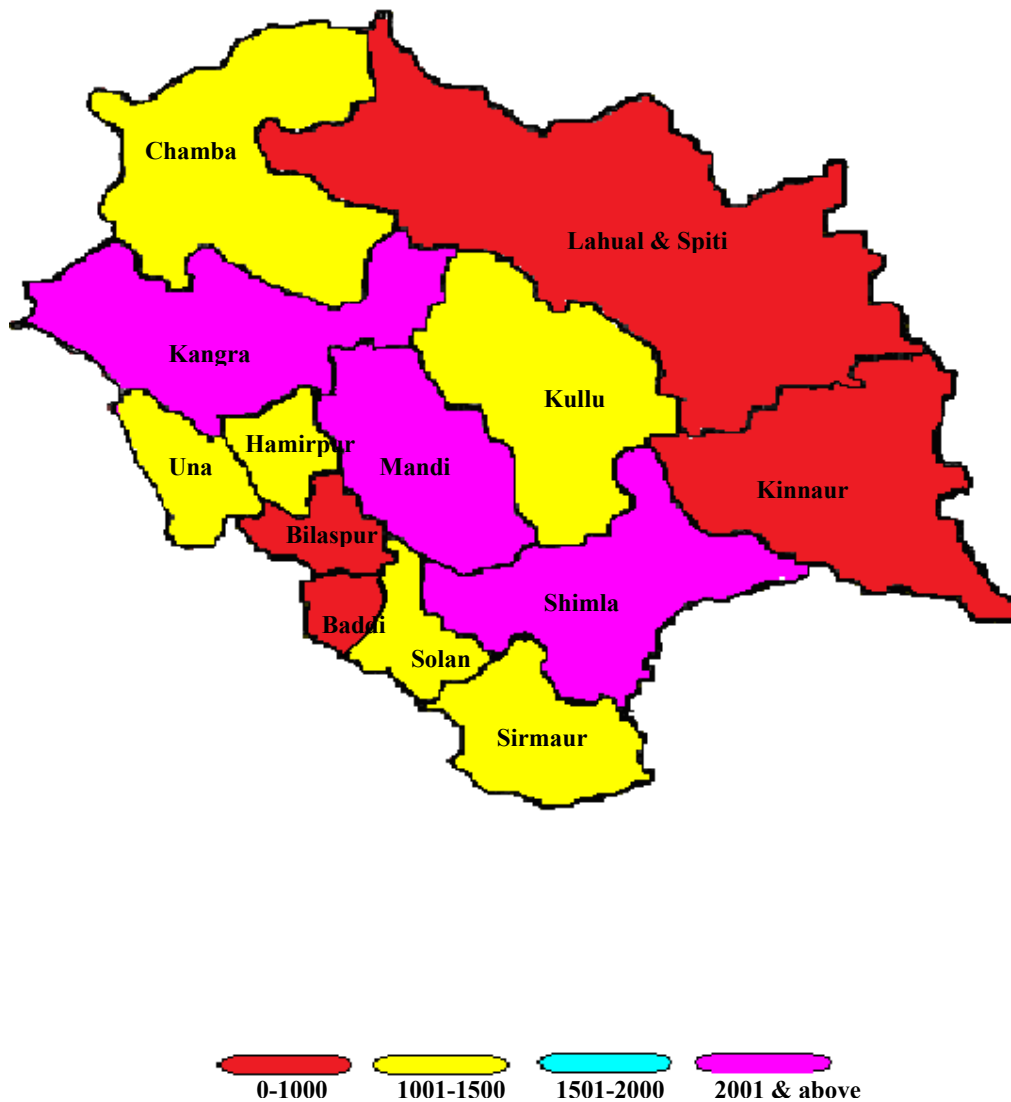 Chamba
Lahual & Spiti
Kangra
Kullu
Hamirpur
Una
Mandi
Kinnaur
Bilaspur
Shimla
Baddi
Solan
Sirmaur
0-1000 1001-1500 1501-2000 2001 & above